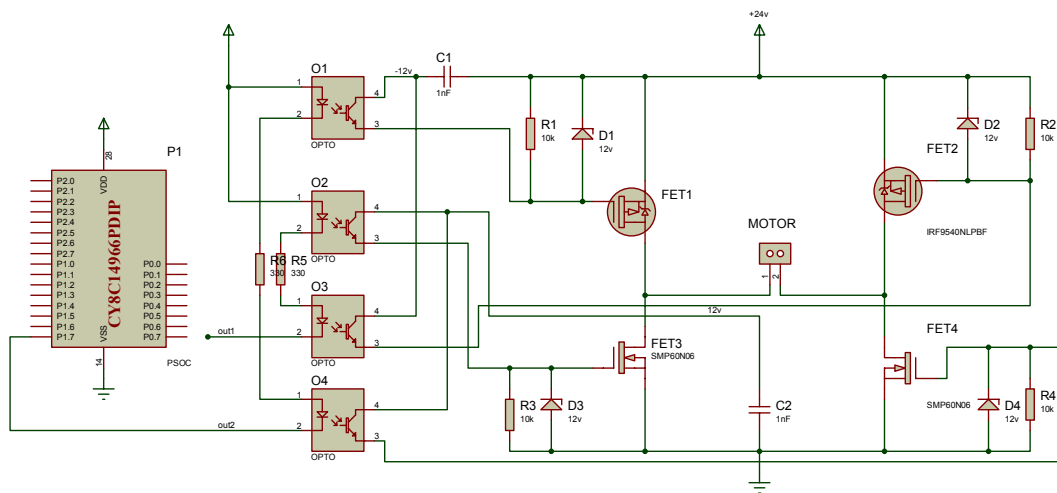 +24v
O1
1
2
4
3
OPTO
-12v
C1
1nF
R1
10k
D1
12v
D2
12v
R2
10k
FET2
IRF9540NLPBF
FET1
P1
28
VDD
P2.0
P2.1
P2.2
P2.3
P2.4
P2.5
P2.6
P2.7
P1.0
P1.1
P1.2
P1.3
P1.4
P1.5
P1.6
P1.7
CY8C14966PDIP
P0.0
P0.1
P0.2
P0.3
P0.4
P0.5
P0.6
P0.7
VSS
14
PSOC
O2
1
2
4
3
OPTO
R6
330
R5
330
MOTOR
1
2
O3
1
2
4
3
OPTO
out1
12v
FET3
SMP60N06
FET4
SMP60N06
O4
1
2
4
3
OPTO
out2
R3
10k
D3
12v
C2
1nF
D4
12v
R4
10k